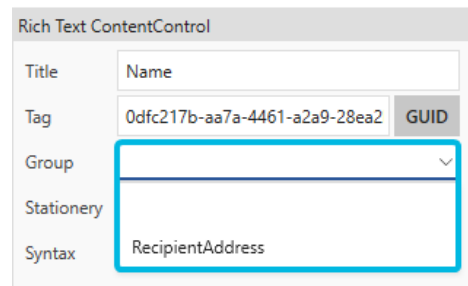 Rich Text ContentControl
Title Name
Tag 0dfc217b-aa7a-4461-a2a9-28ea2 GUID
Group
Stationery
Syntax RecipientAddress